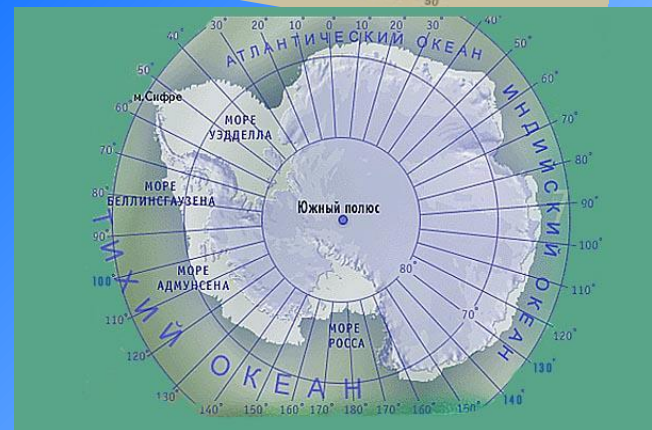 50
40° 30° 20° 10° 0 10° 20° 30° 40°
50° 50°
60° 60°
70° 70°
80° 80°
90° 90°
100° 100°
110° 110°
120° 120°
130° 130°
140° 150° 160° 170° 180° 170° 160° 150° 140°
АТЛАНТИЧЕСКИЙ ОКЕАН
ИНДИЙСКИЙ ОКЕАН
м.Сифре
МОРЕ
УЭДДЕЛЛА
МОРЕ
БЕЛЛИНСГАУЗЕНА
Южный полюс
80°
70°
МОРЕ
АДМУНСЕНА
МОРЕ
РОССА
ТИХИЙ ОКЕАН